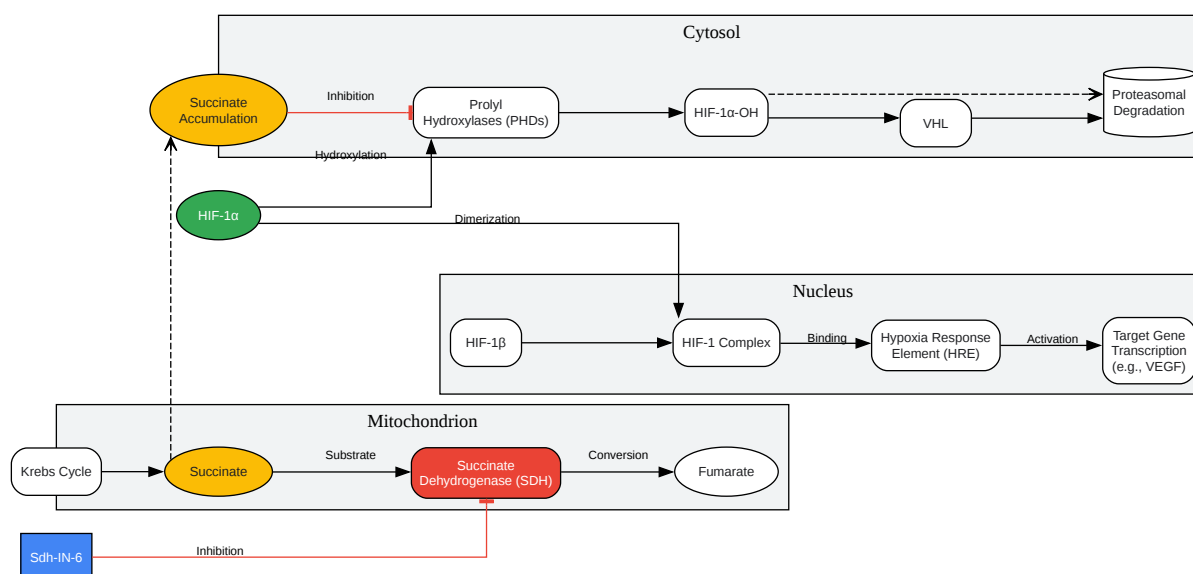 Cytosol
Succinate
Accumulation
Inhibition
Prolyl
Hydroxylases (PHDs)
HIF-1α-OH
VHL
Proteasomal
Degradation
Hydroxylation
HIF-1α
Dimerization
Nucleus
HIF-1β
HIF-1 Complex
Binding
Hypoxia Response
Element (HRE)
Activation
Target Gene
Transcription
(e.g., VEGF)
Mitochondrion
Krebs Cycle
Succinate
Substrate
Succinate
Dehydrogenase (SDH)
Conversion
Fumarate
Sdh-IN-6
Inhibition